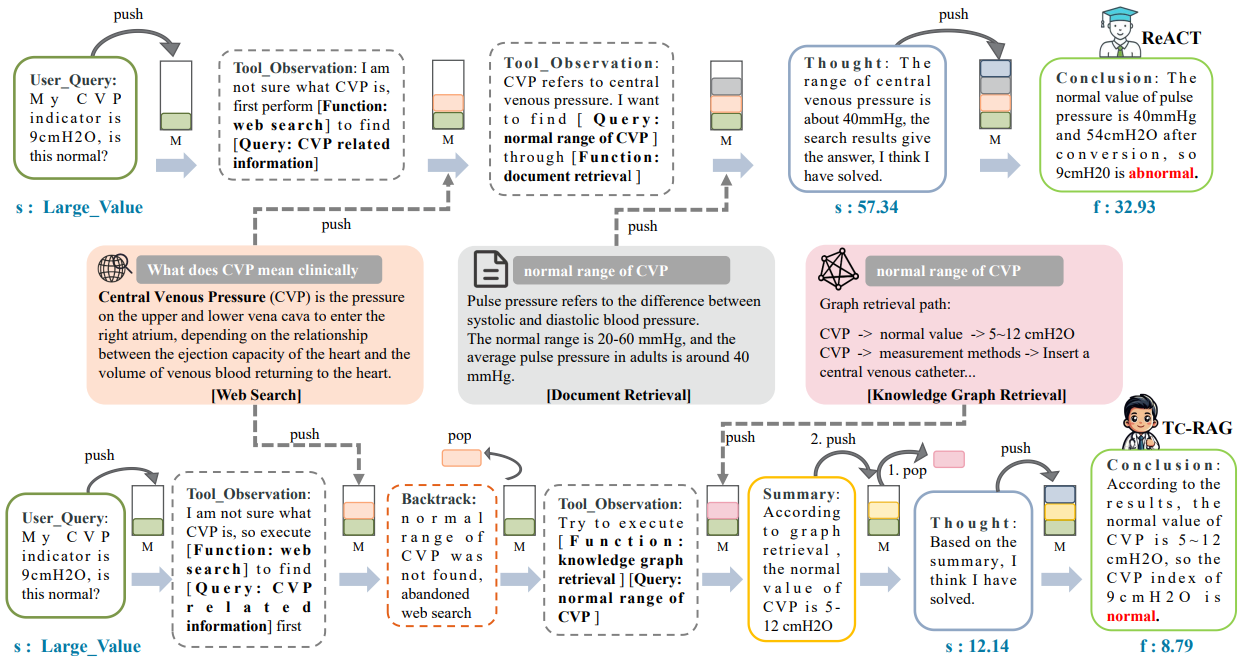 push
push
ReACT
User_Query:
My CVP
indicator is
9cmH2O, is
this normal?
M
Tool_Observation: I am
not sure what CVP is,
first perform [Function:
web search] to find
[Query: CVP related
information]
M
Tool_Observation:
CVP refers to central
venous pressure. I want
to find [ Query:
normal range of CVP ]
through [Function:
document retrieval ]
M
Thought: The
range of central
venous pressure is
about 40mmHg, the
search results give
the answer, I think I
have solved.
M
Conclusion: The
normal value of pulse
pressure is 40mmHg
and 54cmH2O after
conversion, so
9cmH20 is abnormal.
s : Large_Value
s : 57.34
f : 32.93
push
push
What does CVP mean clinically
Central Venous Pressure (CVP) is the pressure
on the upper and lower vena cava to enter the
right atrium, depending on the relationship
between the ejection capacity of the heart and the
volume of venous blood returning to the heart.
[Web Search]
normal range of CVP
Pulse pressure refers to the difference between
systolic and diastolic blood pressure.
The normal range is 20-60 mmHg, and the
average pulse pressure in adults is around 40
mmHg.
[Document Retrieval]
normal range of CVP
Graph retrieval path:
CVP -> normal value -> 5~12 cmH2O
CVP -> measurement methods -> Insert a
central venous catheter...
[Knowledge Graph Retrieval]
push
push
pop
push
2. push
1. pop
push
TC-RAG
User_Query:
My CVP
indicator is
9cmH2O, is
this normal?
M
Tool_Observation:
I am not sure what
CVP is, so execute
[Function: web
search] to find
[Query: CVP
related
information] first
M
Backtrack:
normal
range of
CVP was
not found,
abandoned
web search
M
Tool_Observation:
Try to execute
[ Function:
knowledge graph
retrieval ] [Query:
normal range of
CVP ]
M
Summary:
According
to graph
retrieval ,
the normal
value of
CVP is 5-
12 cmH2O
M
Thought:
Based on the
summary, I
think I have
solved.
M
Conclusion:
According to the
results, the
normal value of
CVP is 5~12
cmH2O, so the
CVP index of
9cmH2O is
normal.
s : Large_Value
s : 12.14
f : 8.79